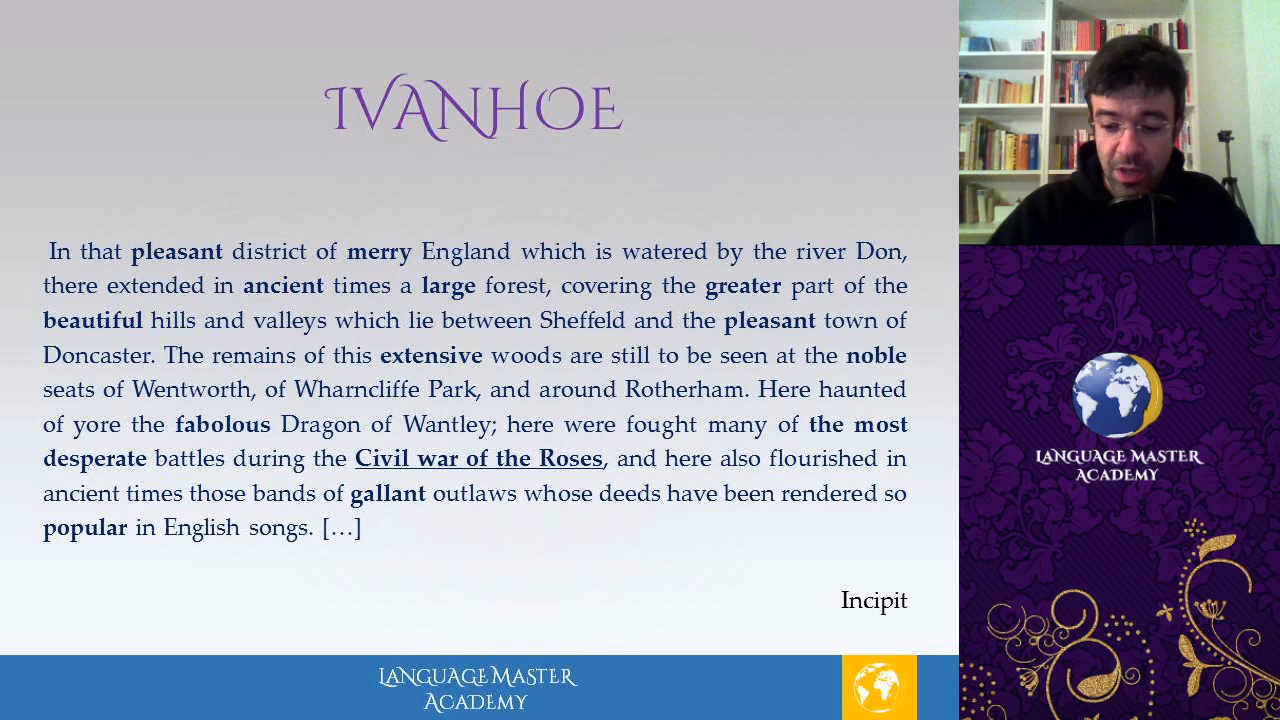 IVANHOE
In that pleasant district of merry England which is watered by the river Don,
there extended in ancient times a large forest, covering the greater part of the
beautiful hills and valleys which lie between Sheffeld and the pleasant town of
Doncaster. The remains of this extensive woods are still to be seen at the noble
seats of Wentworth, of Wharncliffe Park, and around Rotherham. Here haunted
of yore the fabolous Dragon of Wantley; here were fought many of the most
desperate battles during the Civil war of the Roses, and here also flourished in
ancient times those bands of gallant outlaws whose deeds have been rendered so
popular in English songs. […]
Incipit
LANGUAGE MASTER
ACADEMY
LANGUAGE MASTER
ACADEMY